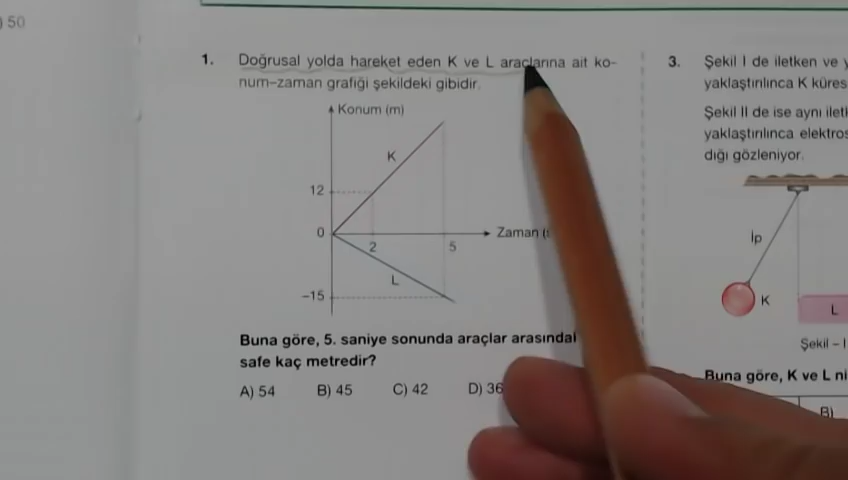 50
1. Doğrusal yolda hareket eden K ve L araçlarına ait ko-
num–zaman grafiği şekildeki gibidir.
Konum (m)
K
12
0
2
5
Zaman
L
–15
Buna göre, 5. saniye sonunda araçlar arasındaki
safe kaç metredir?
A) 54 B) 45 C) 42 D) 36
3. Şekil I de iletken ve
yaklaştırılınca K küres
Şekil II de ise aynı ilet
yaklaştırılınca elektros
dığı gözleniyor.
İp
K
L
Şekil – I
Buna göre, K ve L ni
B)